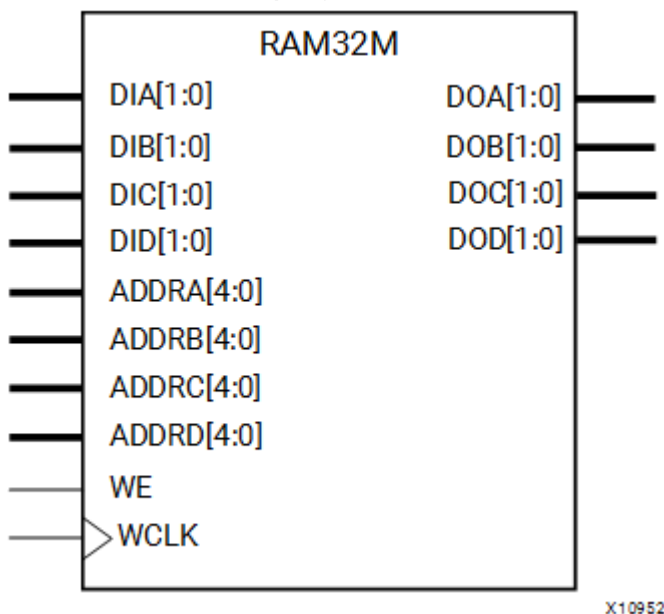 RAM32M
DIA[1:0] DOA[1:0]
DIB[1:0] DOB[1:0]
DIC[1:0] DOC[1:0]
DID[1:0] DOD[1:0]
ADDRA[4:0]
ADDRB[4:0]
ADDRC[4:0]
ADDRD[4:0]
WE
WCLK
X10952